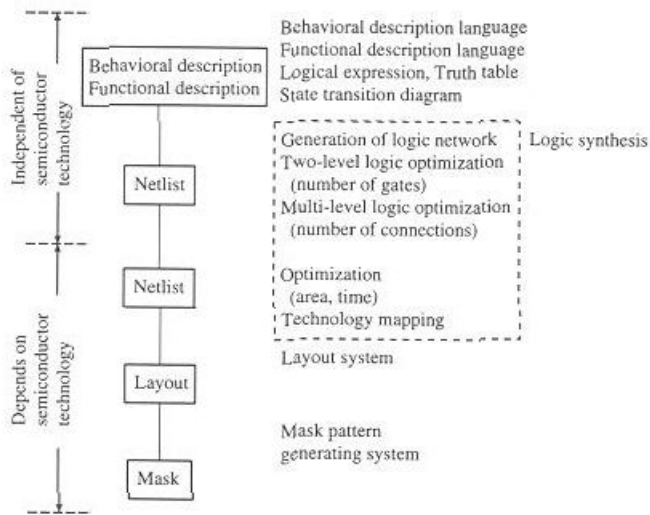 Independent of
semiconductor
technology
Depends on
semiconductor
technology
Behavioral description
Functional description
Netlist
Netlist
Layout
Mask
Behavioral description language
Functional description language
Logical expression, Truth table
State transition diagram
Generation of logic network
Two-level logic optimization
(number of gates)
Multi-level logic optimization
(number of connections)
Optimization
(area, time)
Technology mapping
Logic synthesis
Layout system
Mask pattern
generating system